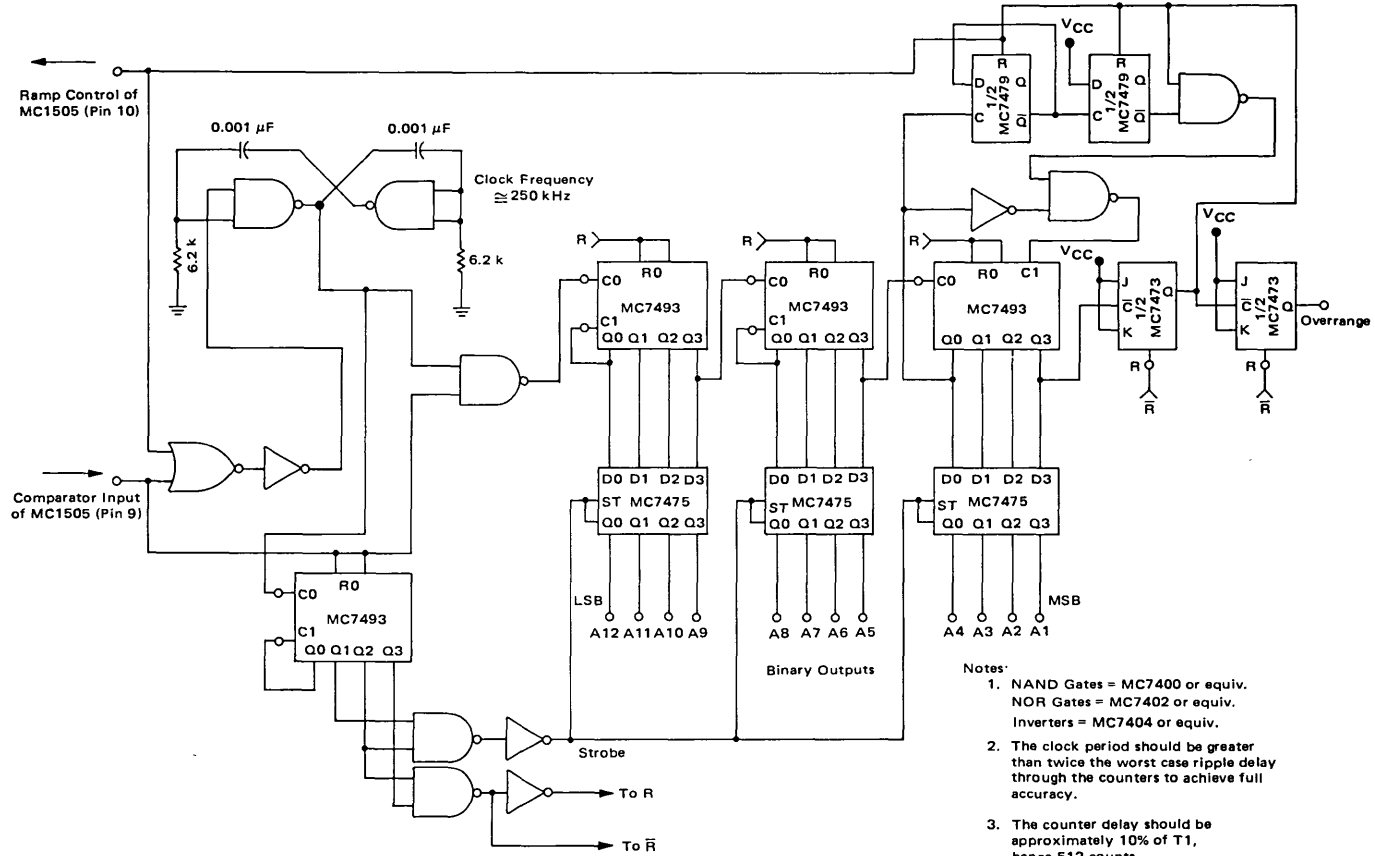 Ramp Control of
MC1505 (Pin 10)
0.001 µF
0.001 µF
Clock Frequency
≅ 250 kHz
6.2 k
6.2 k
VCC
R
R
D Q
D Q
1/2
MC7479
1/2
MC7479
C Q̅
C Q̅
R
R0
C0
MC7493
C1
Q0 Q1 Q2 Q3
R
R0
C0
MC7493
C1
Q0 Q1 Q2 Q3
R
R0 C1
C0
MC7493
Q0 Q1 Q2 Q3
VCC
J
C̅
K
Q
1/2
MC7473
R
R̅
VCC
J
C̅
K
Q
1/2
MC7473
R
R̅
Overrange
Comparator Input
of MC1505 (Pin 9)
D0 D1 D2 D3
ST MC7475
Q0 Q1 Q2 Q3
D0 D1 D2 D3
ST MC7475
Q0 Q1 Q2 Q3
D0 D1 D2 D3
ST MC7475
Q0 Q1 Q2 Q3
R0
C0
MC7493
C1
Q0 Q1 Q2 Q3
LSB
A12 A11 A10 A9
A8 A7 A6 A5
MSB
A4 A3 A2 A1
Binary Outputs
Strobe
To R
To R̅
Notes:
1. NAND Gates = MC7400 or equiv.
NOR Gates = MC7402 or equiv.
Inverters = MC7404 or equiv.
2. The clock period should be greater
than twice the worst case ripple delay
through the counters to achieve full
accuracy.
3. The counter delay should be
approximately 10% of T1,
hence 512 counts